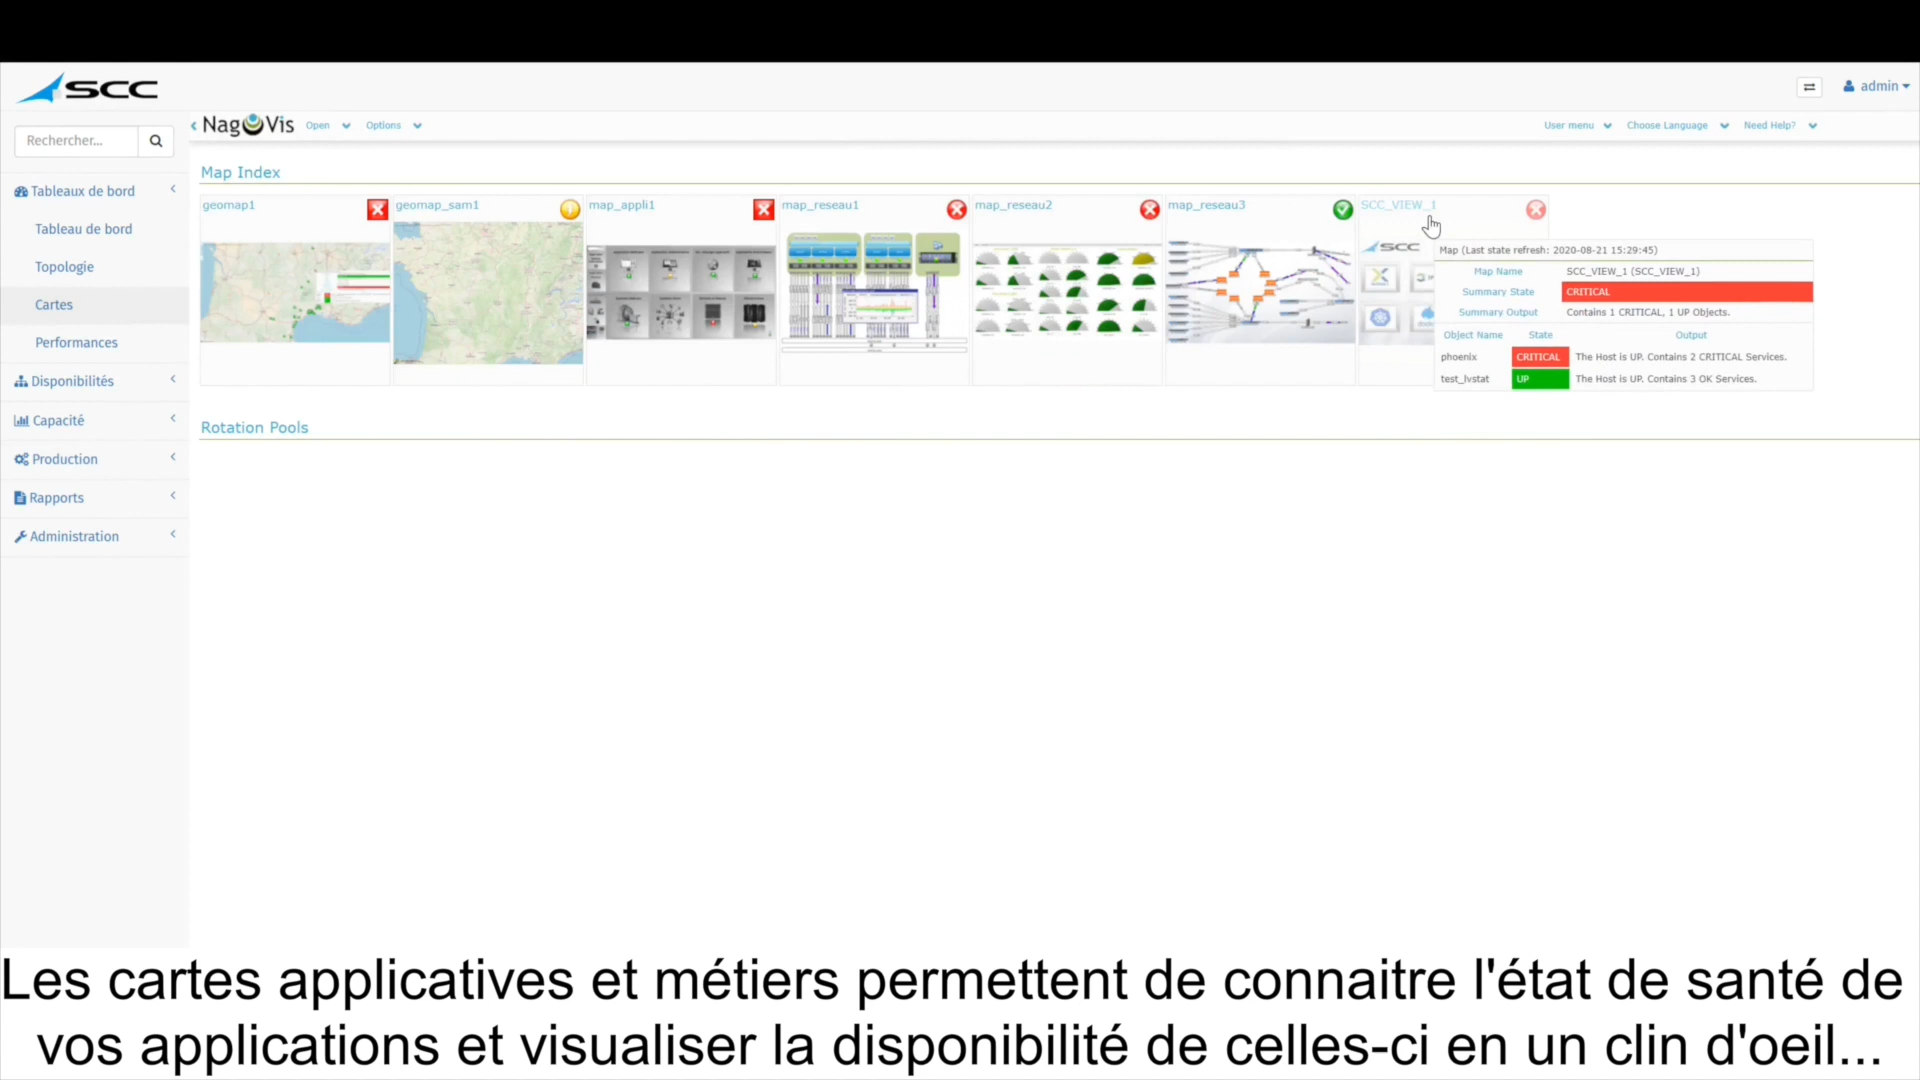 SCC
admin
Rechercher...
NagVis
Open
Options
User menu
Choose Language
Need Help?
Tableaux de bord
Tableau de bord
Topologie
Cartes
Performances
Disponibilités
Capacité
Production
Rapports
Administration
Map Index
geomap1
geomap_sam1
map_appli1
map_reseau1
map_reseau2
map_reseau3
SCC_VIEW_1
SCC
Map (Last state refresh: 2020-08-21 15:29:45)
Map Name SCC_VIEW_1 (SCC_VIEW_1)
Summary State CRITICAL
Summary Output Contains 1 CRITICAL, 1 UP Objects.
Object Name State Output
phoenix CRITICAL The Host is UP. Contains 2 CRITICAL Services.
test_lvstat UP The Host is UP. Contains 3 OK Services.
Rotation Pools
Les cartes applicatives et métiers permettent de connaitre l'état de santé de
vos applications et visualiser la disponibilité de celles-ci en un clin d'oeil...